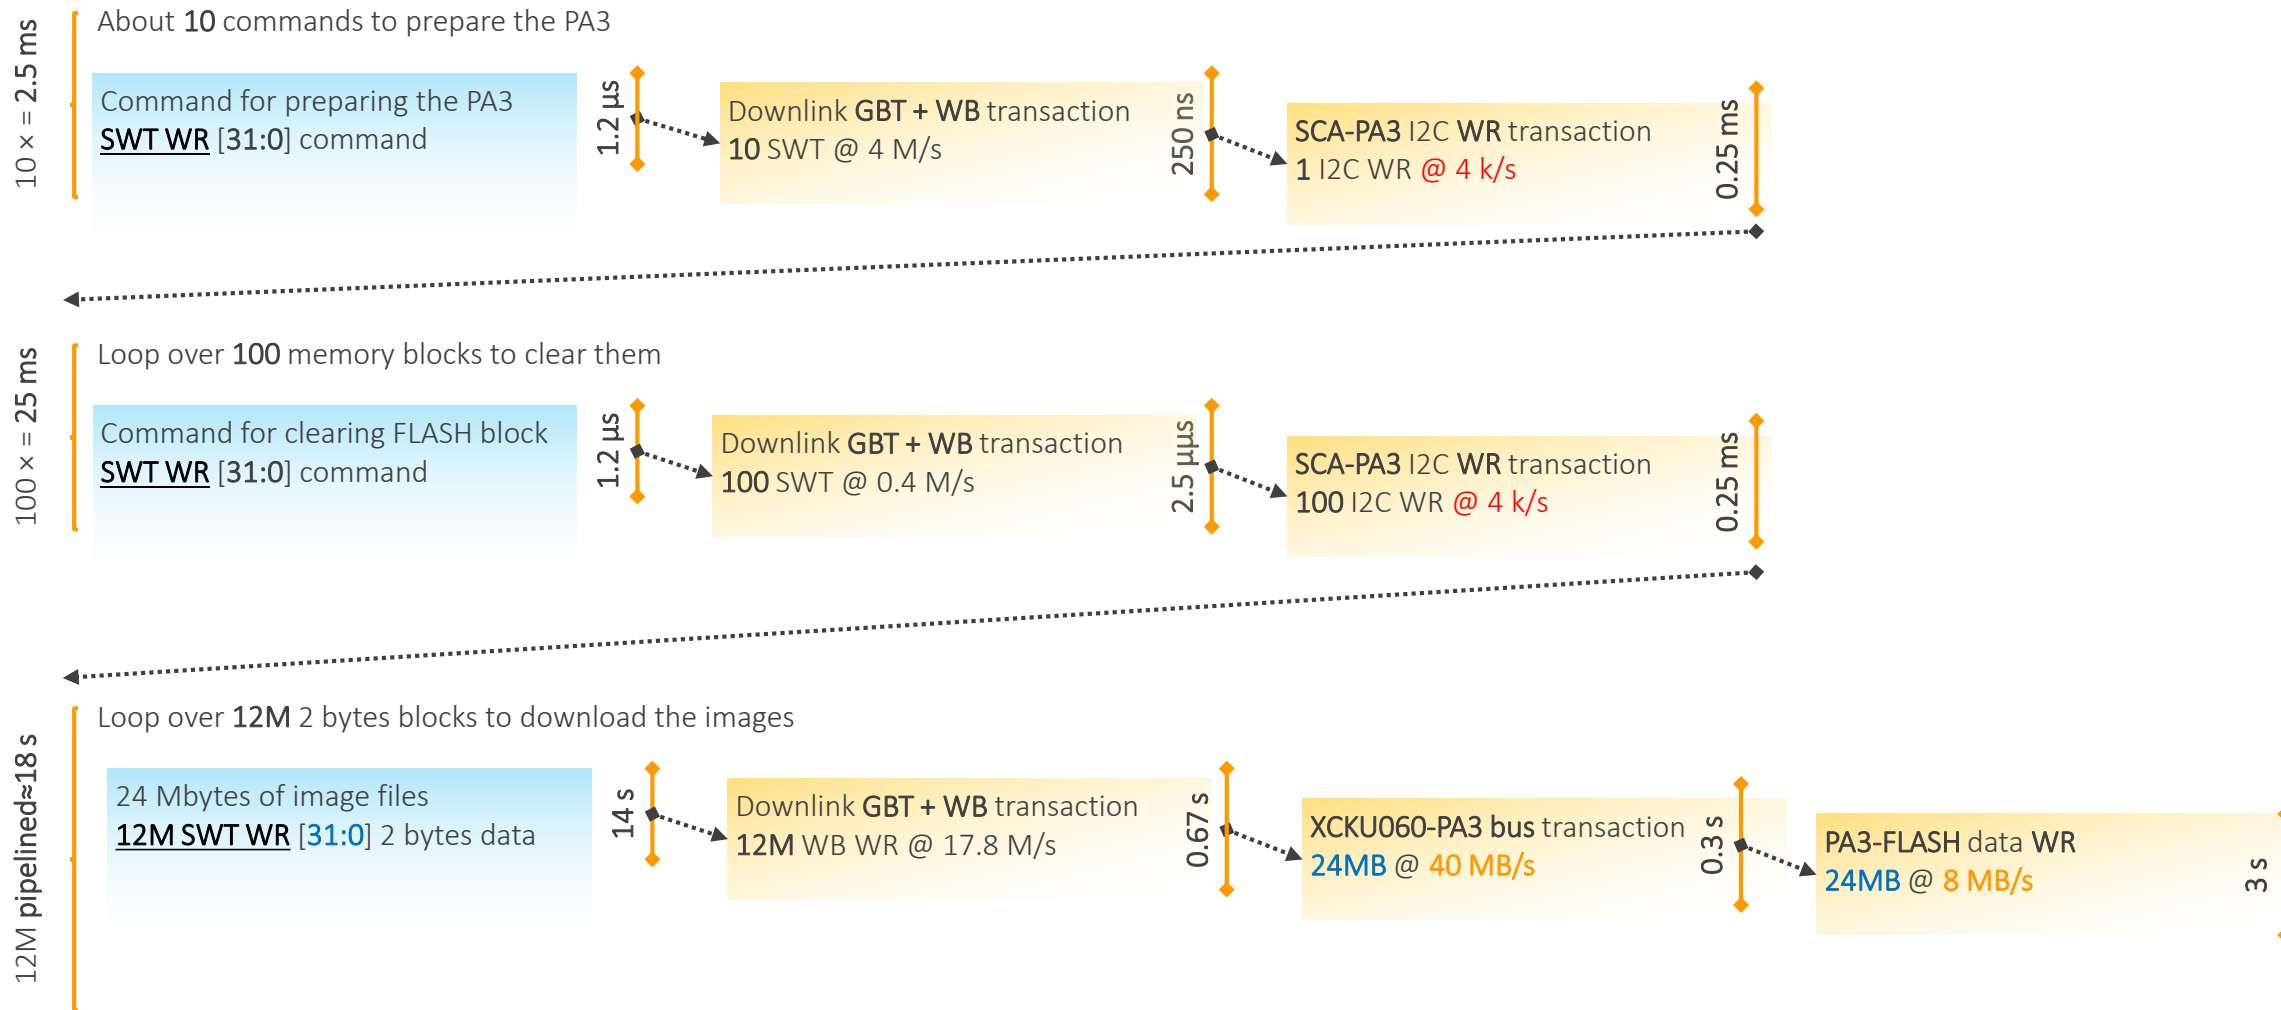 10 × = 2.5 ms
About 10 commands to prepare the PA3
Command for preparing the PA3
SWT WR [31:0] command
1.2 µs
Downlink GBT + WB transaction
10 SWT @ 4 M/s
250 ns
SCA-PA3 I2C WR transaction
1 I2C WR @ 4 k/s
0.25 ms
100 × = 25 ms
Loop over 100 memory blocks to clear them
Command for clearing FLASH block
SWT WR [31:0] command
1.2 µs
Downlink GBT + WB transaction
100 SWT @ 0.4 M/s
2.5 µµs
SCA-PA3 I2C WR transaction
100 I2C WR @ 4 k/s
0.25 ms
12M pipelined≈18 s
Loop over 12M 2 bytes blocks to download the images
24 Mbytes of image files
12M SWT WR [31:0] 2 bytes data
14 s
Downlink GBT + WB transaction
12M WB WR @ 17.8 M/s
0.67 s
XCKU060-PA3 bus transaction
24MB @ 40 MB/s
0.3 s
PA3-FLASH data WR
24MB @ 8 MB/s
3 s